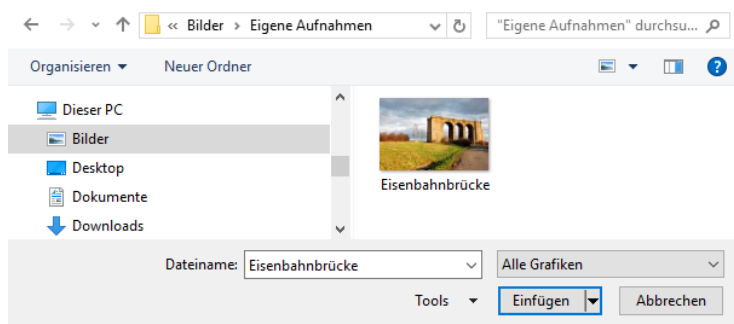 « Bilder › Eigene Aufnahmen
"Eigene Aufnahmen" durchsu...
Organisieren
Neuer Ordner
?
Dieser PC
Bilder
Desktop
Dokumente
Downloads
Eisenbahnbrücke
Dateiname: Eisenbahnbrücke
Alle Grafiken
Tools
Einfügen
Abbrechen